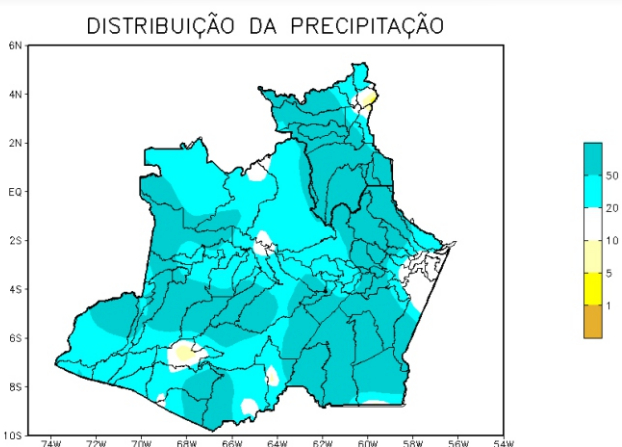 DISTRIBUIÇÃO DA PRECIPITAÇÃO
6N
4N
2N
EQ
2S
4S
6S
8S
10S
74W 72W 70W 68W 66W 64W 62W 60W 58W 56W 54W
50
20
10
5
1